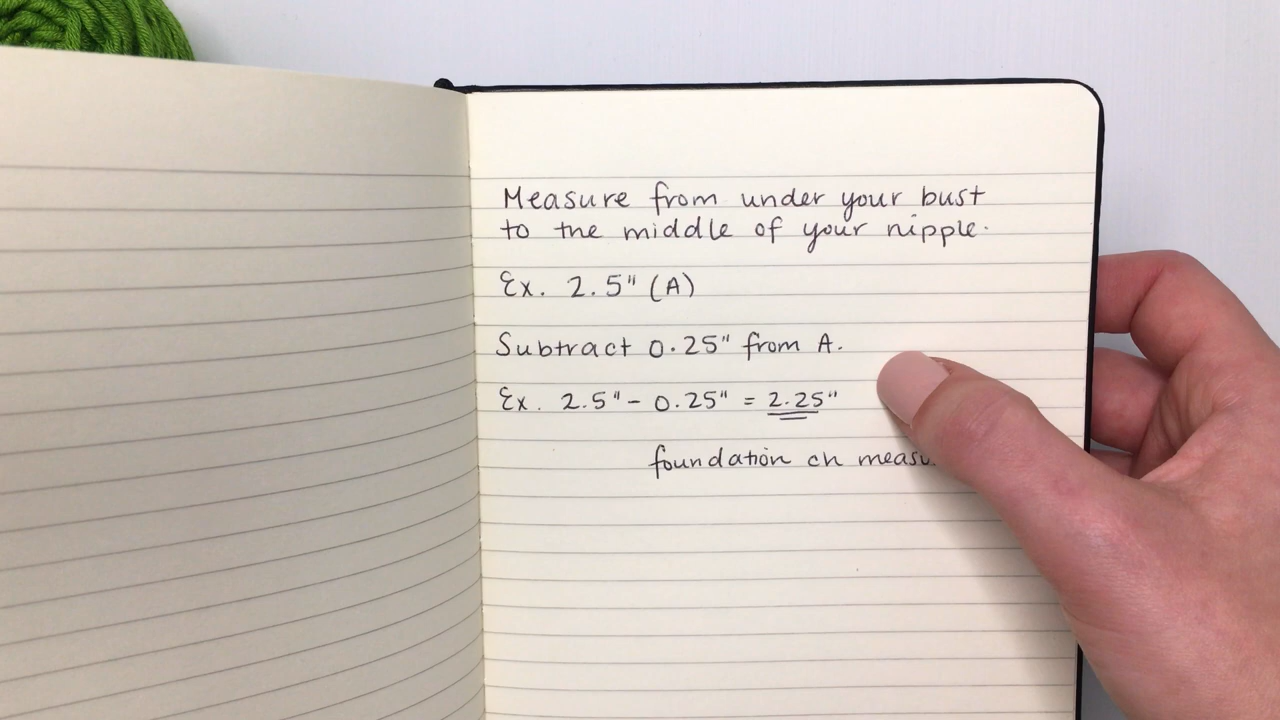 Measure from under your bust
to the middle of your nipple.
Ex. 2.5" (A)
Subtract 0.25" from A.
Ex. 2.5" - 0.25" = 2.25"
foundation ch